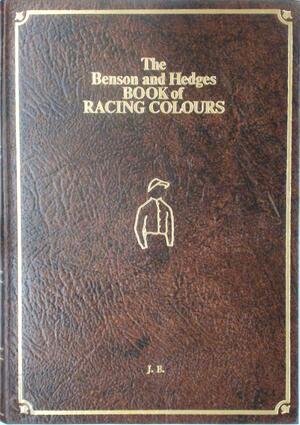 The
Benson and Hedges
BOOK of
RACING COLOURS
J. B.